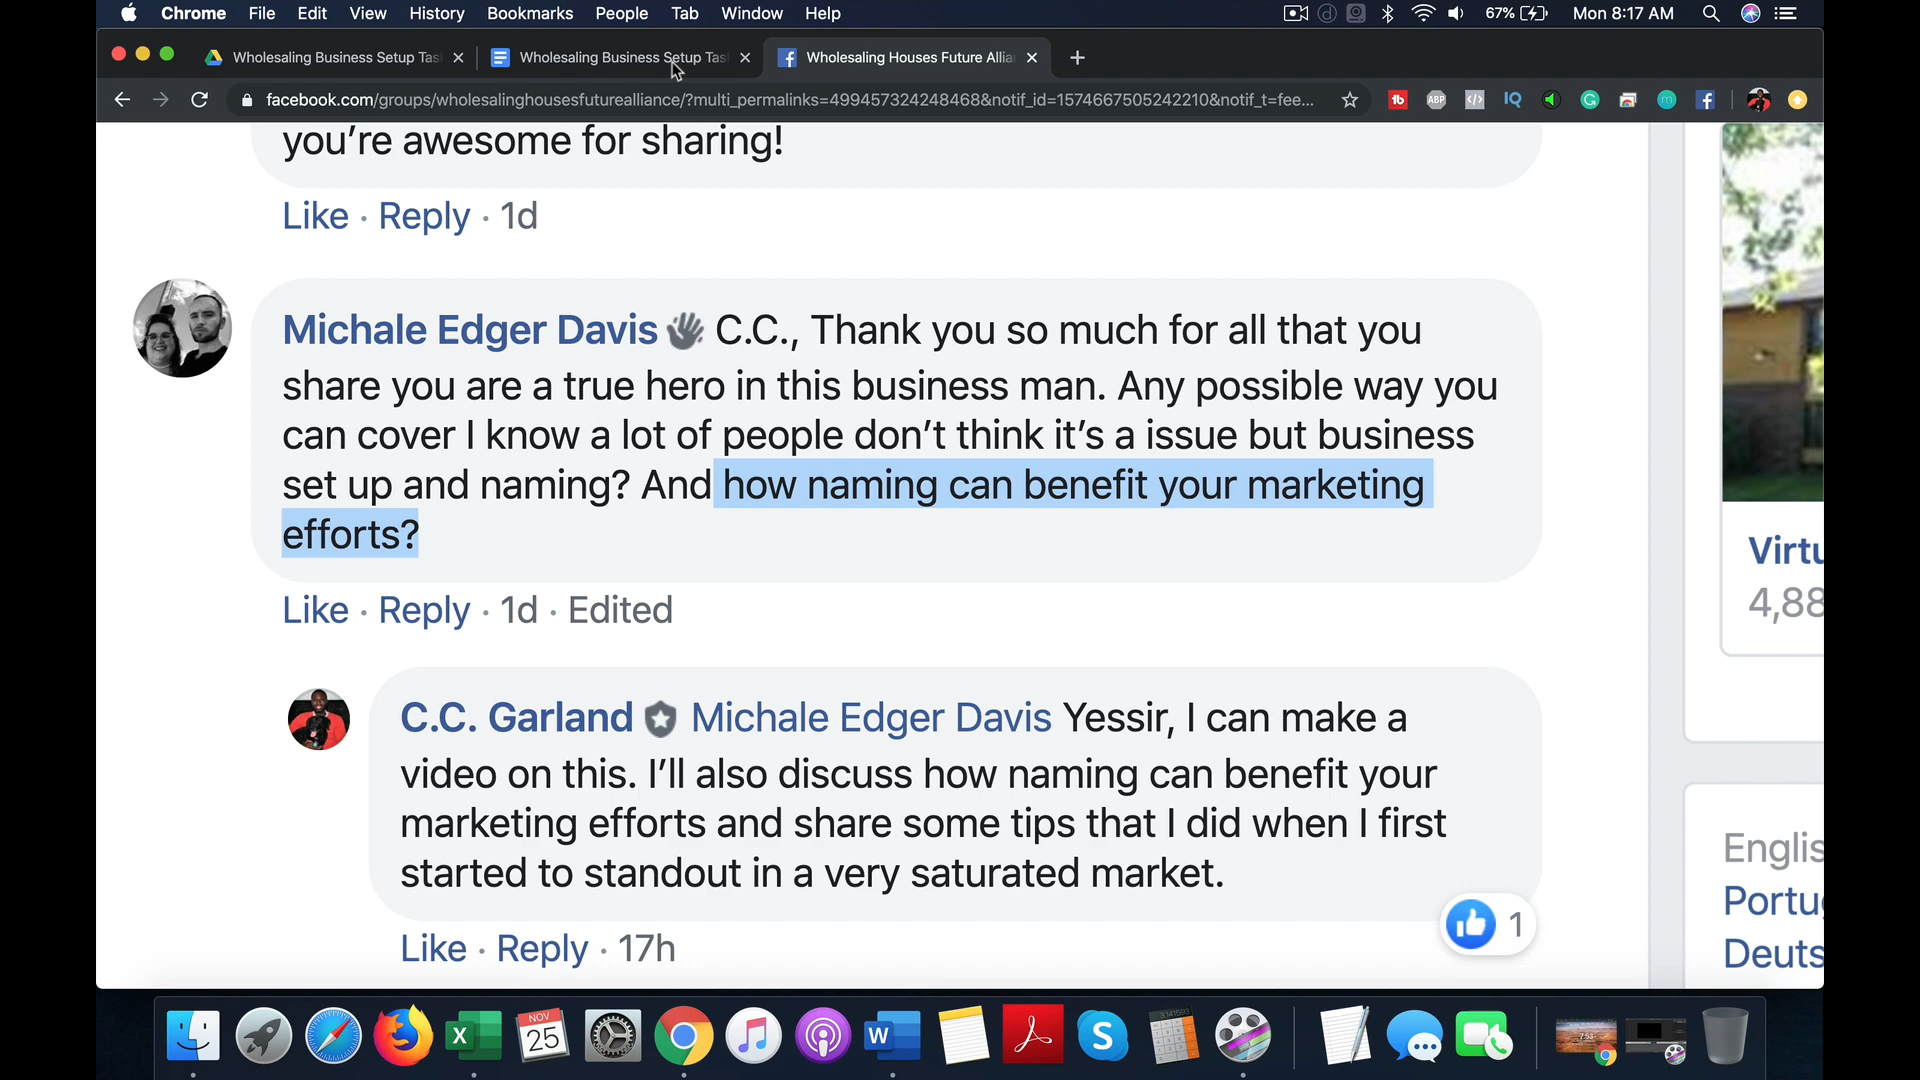 Chrome File Edit View History Bookmarks People Tab Window Help 67% Mon 8:17 AM
Wholesaling Business Setup Tas Wholesaling Business Setup Tas Wholesaling Houses Future Allia
facebook.com/groups/wholesalinghousesfuturealliance/?multi_permalinks=499457324248468&notif_id=1574667505242210&notif_t=fee...
you're awesome for sharing!
Like · Reply · 1d
Michale Edger Davis C.C., Thank you so much for all that you
share you are a true hero in this business man. Any possible way you
can cover I know a lot of people don't think it's a issue but business
set up and naming? And how naming can benefit your marketing
efforts?
Like · Reply · 1d · Edited
C.C. Garland Michale Edger Davis Yessir, I can make a
video on this. I'll also discuss how naming can benefit your
marketing efforts and share some tips that I did when I first
started to standout in a very saturated market.
1
Like · Reply · 17h
Virtu
4,88
Englis
Portu
Deuts
NOV
25